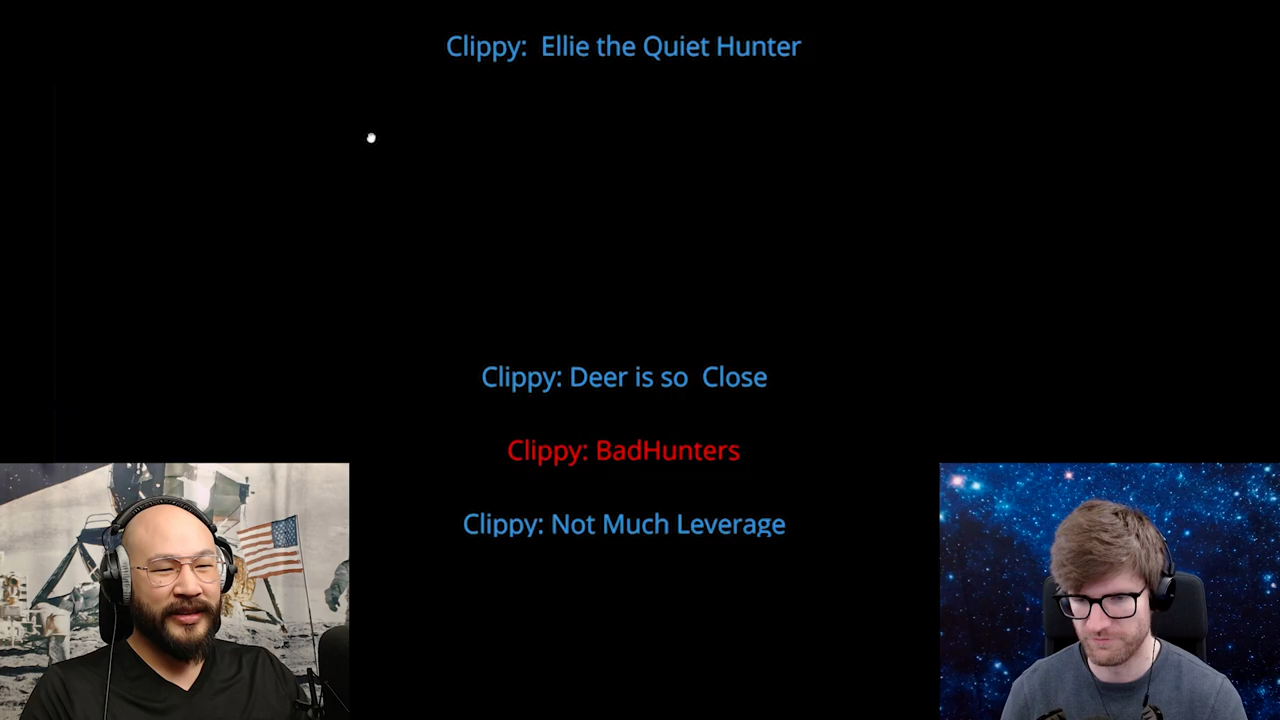 Clippy:  Ellie the Quiet Hunter
Clippy: Deer is so  Close
Clippy: BadHunters
Clippy: Not Much Leverage